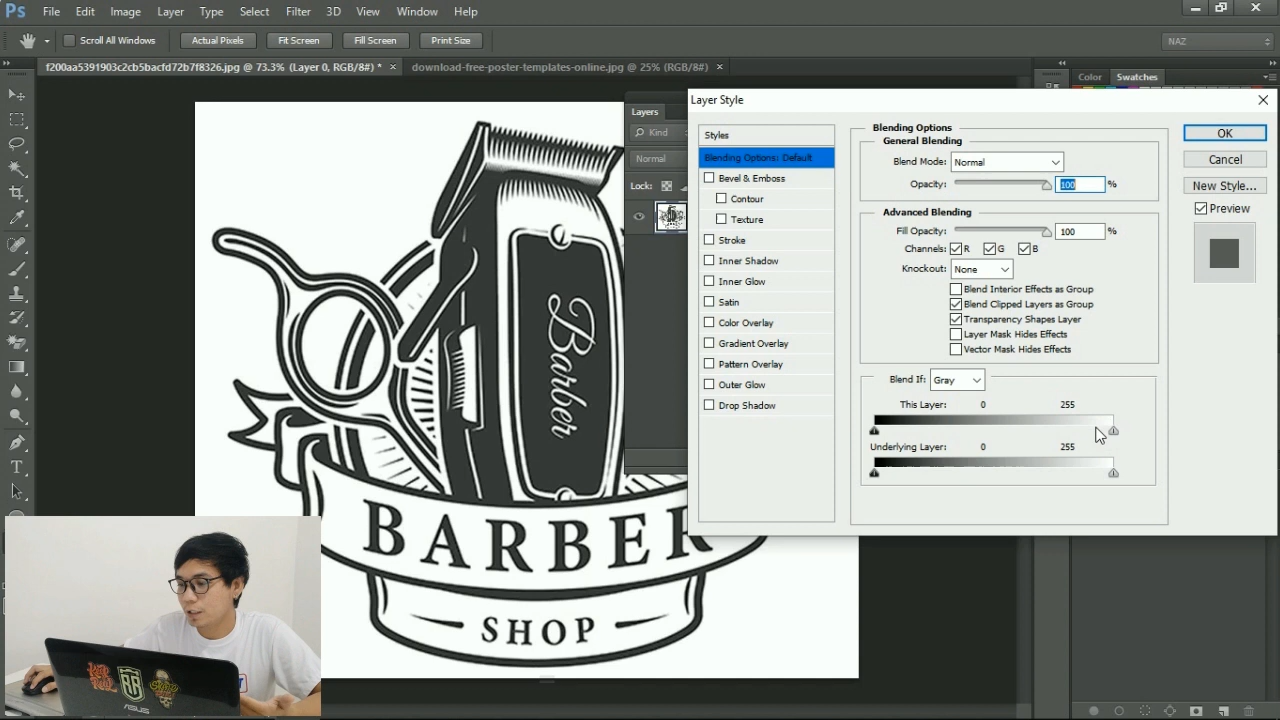 Ps File Edit Image Layer Type Select Filter 3D View Window Help
Scroll All Windows Actual Pixels Fit Screen Fill Screen Print Size NAZ
f200aa5391903c2cb5bacfd72b7f8326.jpg @ 73.3% (Layer 0, RGB/8#) * × download-free-poster-templates-online.jpg @ 25% (RGB/8#) ×
Color Swatches
Layers
Kind
Normal
Lock:
Layer Style
Styles
Blending Options: Default
Bevel & Emboss
Contour
Texture
Stroke
Inner Shadow
Inner Glow
Satin
Color Overlay
Gradient Overlay
Pattern Overlay
Outer Glow
Drop Shadow
Blending Options
General Blending
Blend Mode: Normal
Opacity: 100 %
Advanced Blending
Fill Opacity: 100 %
Channels: R G B
Knockout: None
Blend Interior Effects as Group
Blend Clipped Layers as Group
Transparency Shapes Layer
Layer Mask Hides Effects
Vector Mask Hides Effects
Blend If: Gray
This Layer: 0 255
Underlying Layer: 0 255
OK
Cancel
New Style...
Preview
Barber
BARBER
SHOP
ASUS